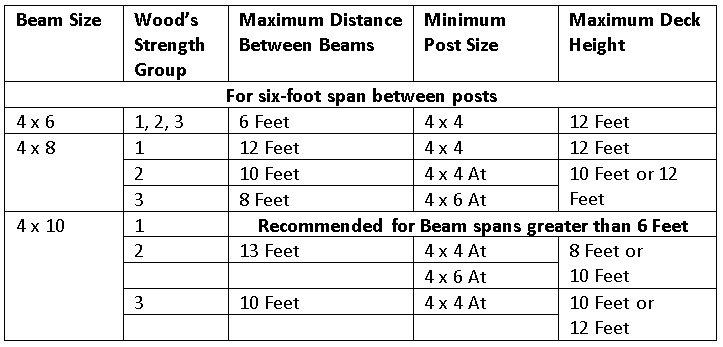 Beam Size Wood's Strength Group Maximum Distance Between Beams Minimum Post Size Maximum Deck Height
For six-foot span between posts
4 x 6 1, 2, 3 6 Feet 4 x 4 12 Feet
4 x 8 1 12 Feet 4 x 4 12 Feet
2 10 Feet 4 x 4 At 10 Feet or 12
3 8 Feet 4 x 6 At Feet
4 x 10 1 Recommended for Beam spans greater than 6 Feet
2 13 Feet 4 x 4 At 8 Feet or
4 x 6 At 10 Feet
3 10 Feet 4 x 4 At 10 Feet or
12 Feet